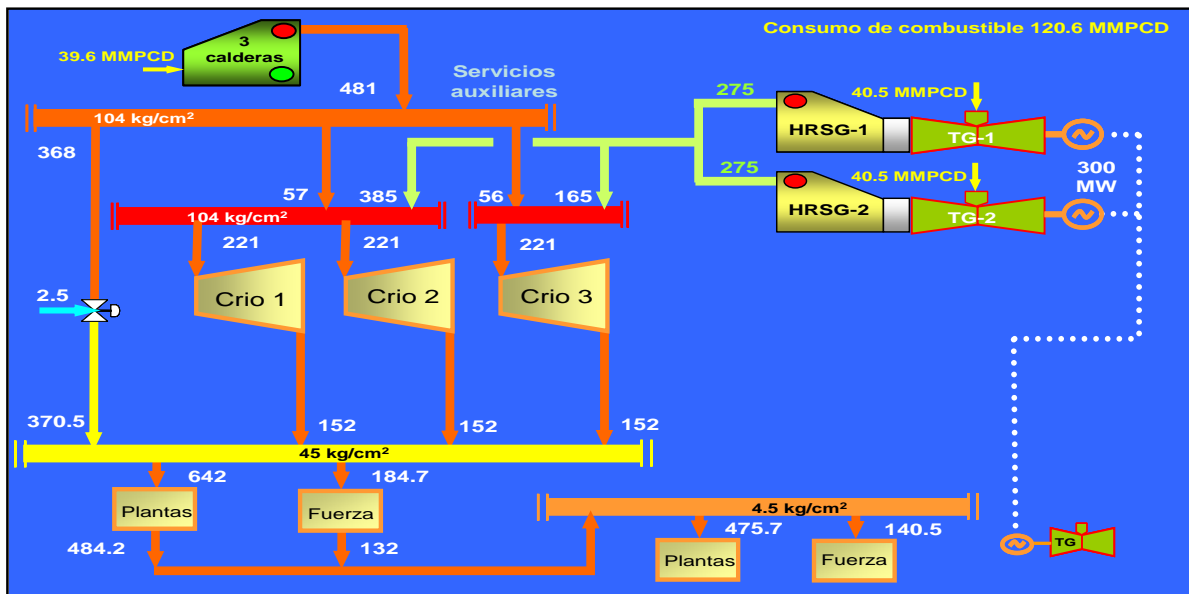 Consumo de combustible 120.6 MMPCD
3
calderas
39.6 MMPCD
Servicios
auxiliares
481
104 kg/cm²
368
275
40.5 MMPCD
HRSG-1
TG-1
300
MW
275
40.5 MMPCD
HRSG-2
TG-2
57
385
56
165
104 kg/cm²
221
221
221
Crio 1
Crio 2
Crio 3
2.5
370.5
152
152
152
45 kg/cm²
642
184.7
Plantas
Fuerza
484.2
132
4.5 kg/cm²
475.7
140.5
Plantas
Fuerza
TG